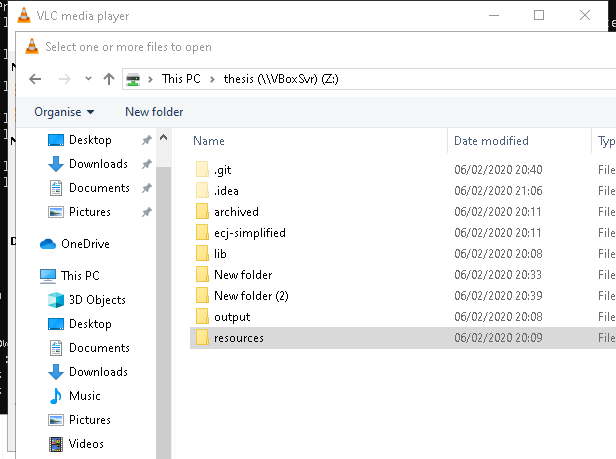 VLC media player
Select one or more files to open
This PC > thesis (\\VBoxSvr) (Z:)
Organise New folder
Name Date modified Typ
Desktop
Downloads
Documents
Pictures
OneDrive
This PC
3D Objects
Desktop
Documents
Downloads
Music
Pictures
Videos
.git 06/02/2020 20:40 File
.idea 06/02/2020 21:06 File
archived 06/02/2020 20:11 File
ecj-simplified 06/02/2020 20:11 File
lib 06/02/2020 20:08 File
New folder 06/02/2020 20:33 File
New folder (2) 06/02/2020 20:39 File
output 06/02/2020 20:08 File
resources 06/02/2020 20:09 File